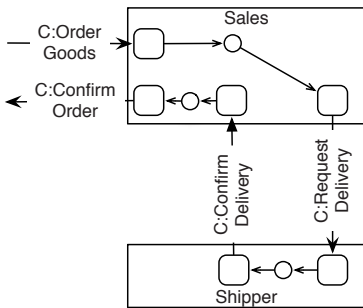 Sales
C:Order
Goods
C:Confirm
Order
C:Confirm
Delivery
C:Request
Delivery
Shipper